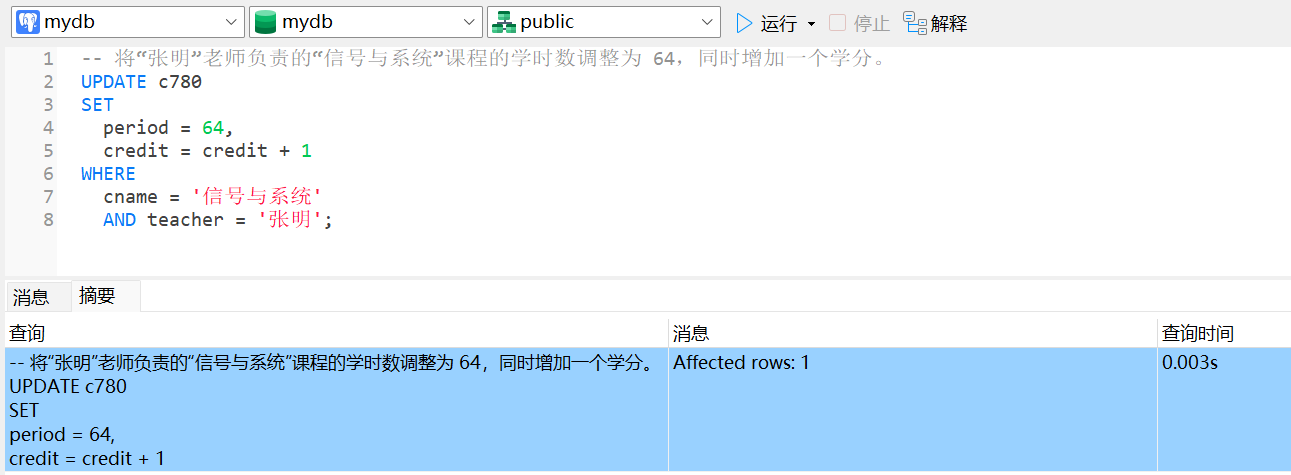 mydb mydb public 运行 停止 解释
1 -- 将“张明”老师负责的“信号与系统”课程的学时数调整为 64，同时增加一个学分。
2 UPDATE c780
3 SET
4 period = 64,
5 credit = credit + 1
6 WHERE
7 cname = '信号与系统'
8 AND teacher = '张明';
消息 摘要
查询 消息 查询时间
-- 将“张明”老师负责的“信号与系统”课程的学时数调整为 64，同时增加一个学分。 Affected rows: 1 0.003s
UPDATE c780
SET
period = 64,
credit = credit + 1